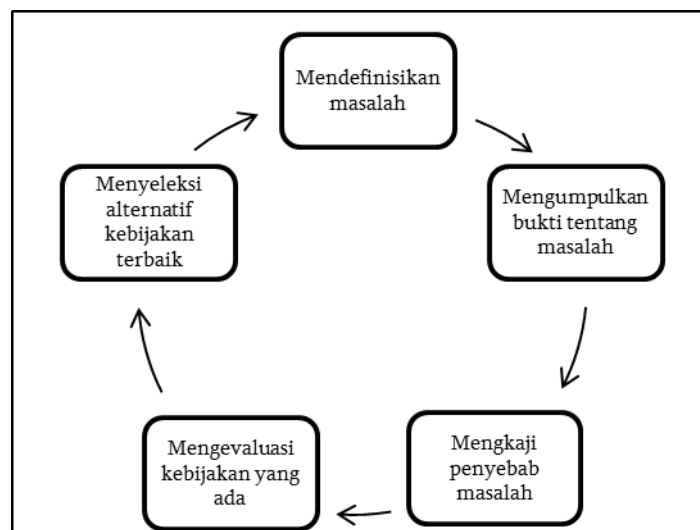 Mendefinisikan
masalah
Mengumpulkan
bukti tentang
masalah
Mengkaji
penyebab
masalah
Mengevaluasi
kebijakan yang
ada
Menyeleksi
alternatif
kebijakan
terbaik